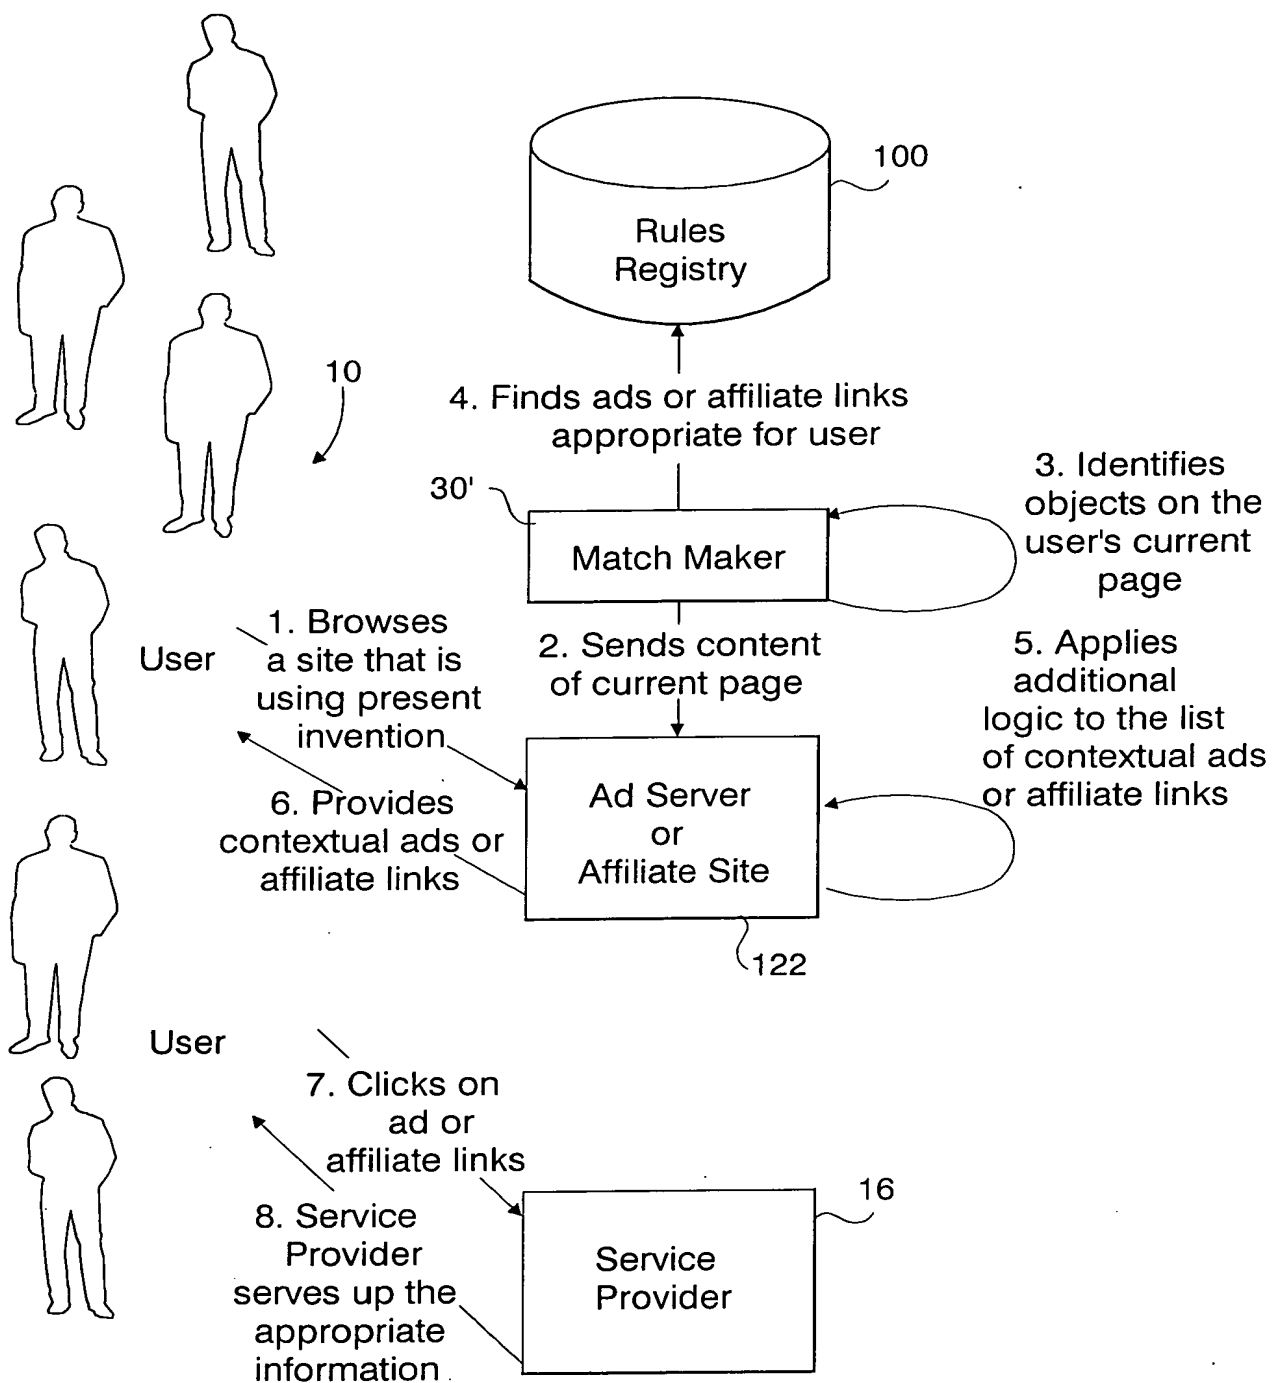 100
Rules
Registry
10
4. Finds ads or affiliate links
appropriate for user
30'
Match Maker
3. Identifies
objects on the
user's current
page
1. Browses
a site that is
using present
invention
User
2. Sends content
of current page
5. Applies
additional
logic to the list
of contextual ads
or affiliate links
6. Provides
contextual ads or
affiliate links
Ad Server
or
Affiliate Site
122
User
7. Clicks on
ad or
affiliate links
16
8. Service
Provider
serves up the
appropriate
information
Service
Provider